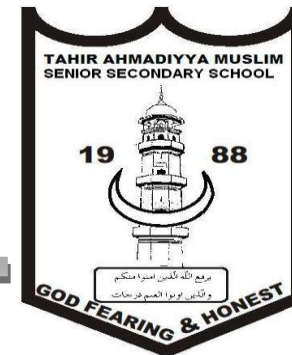 TAHIR AHMADIYYA MUSLIM
SENIOR SECONDARY SCHOOL
19 88
يرفع الله الذين امنوا منكم
والذين اوتوا العلم درجات
GOD FEARING & HONEST